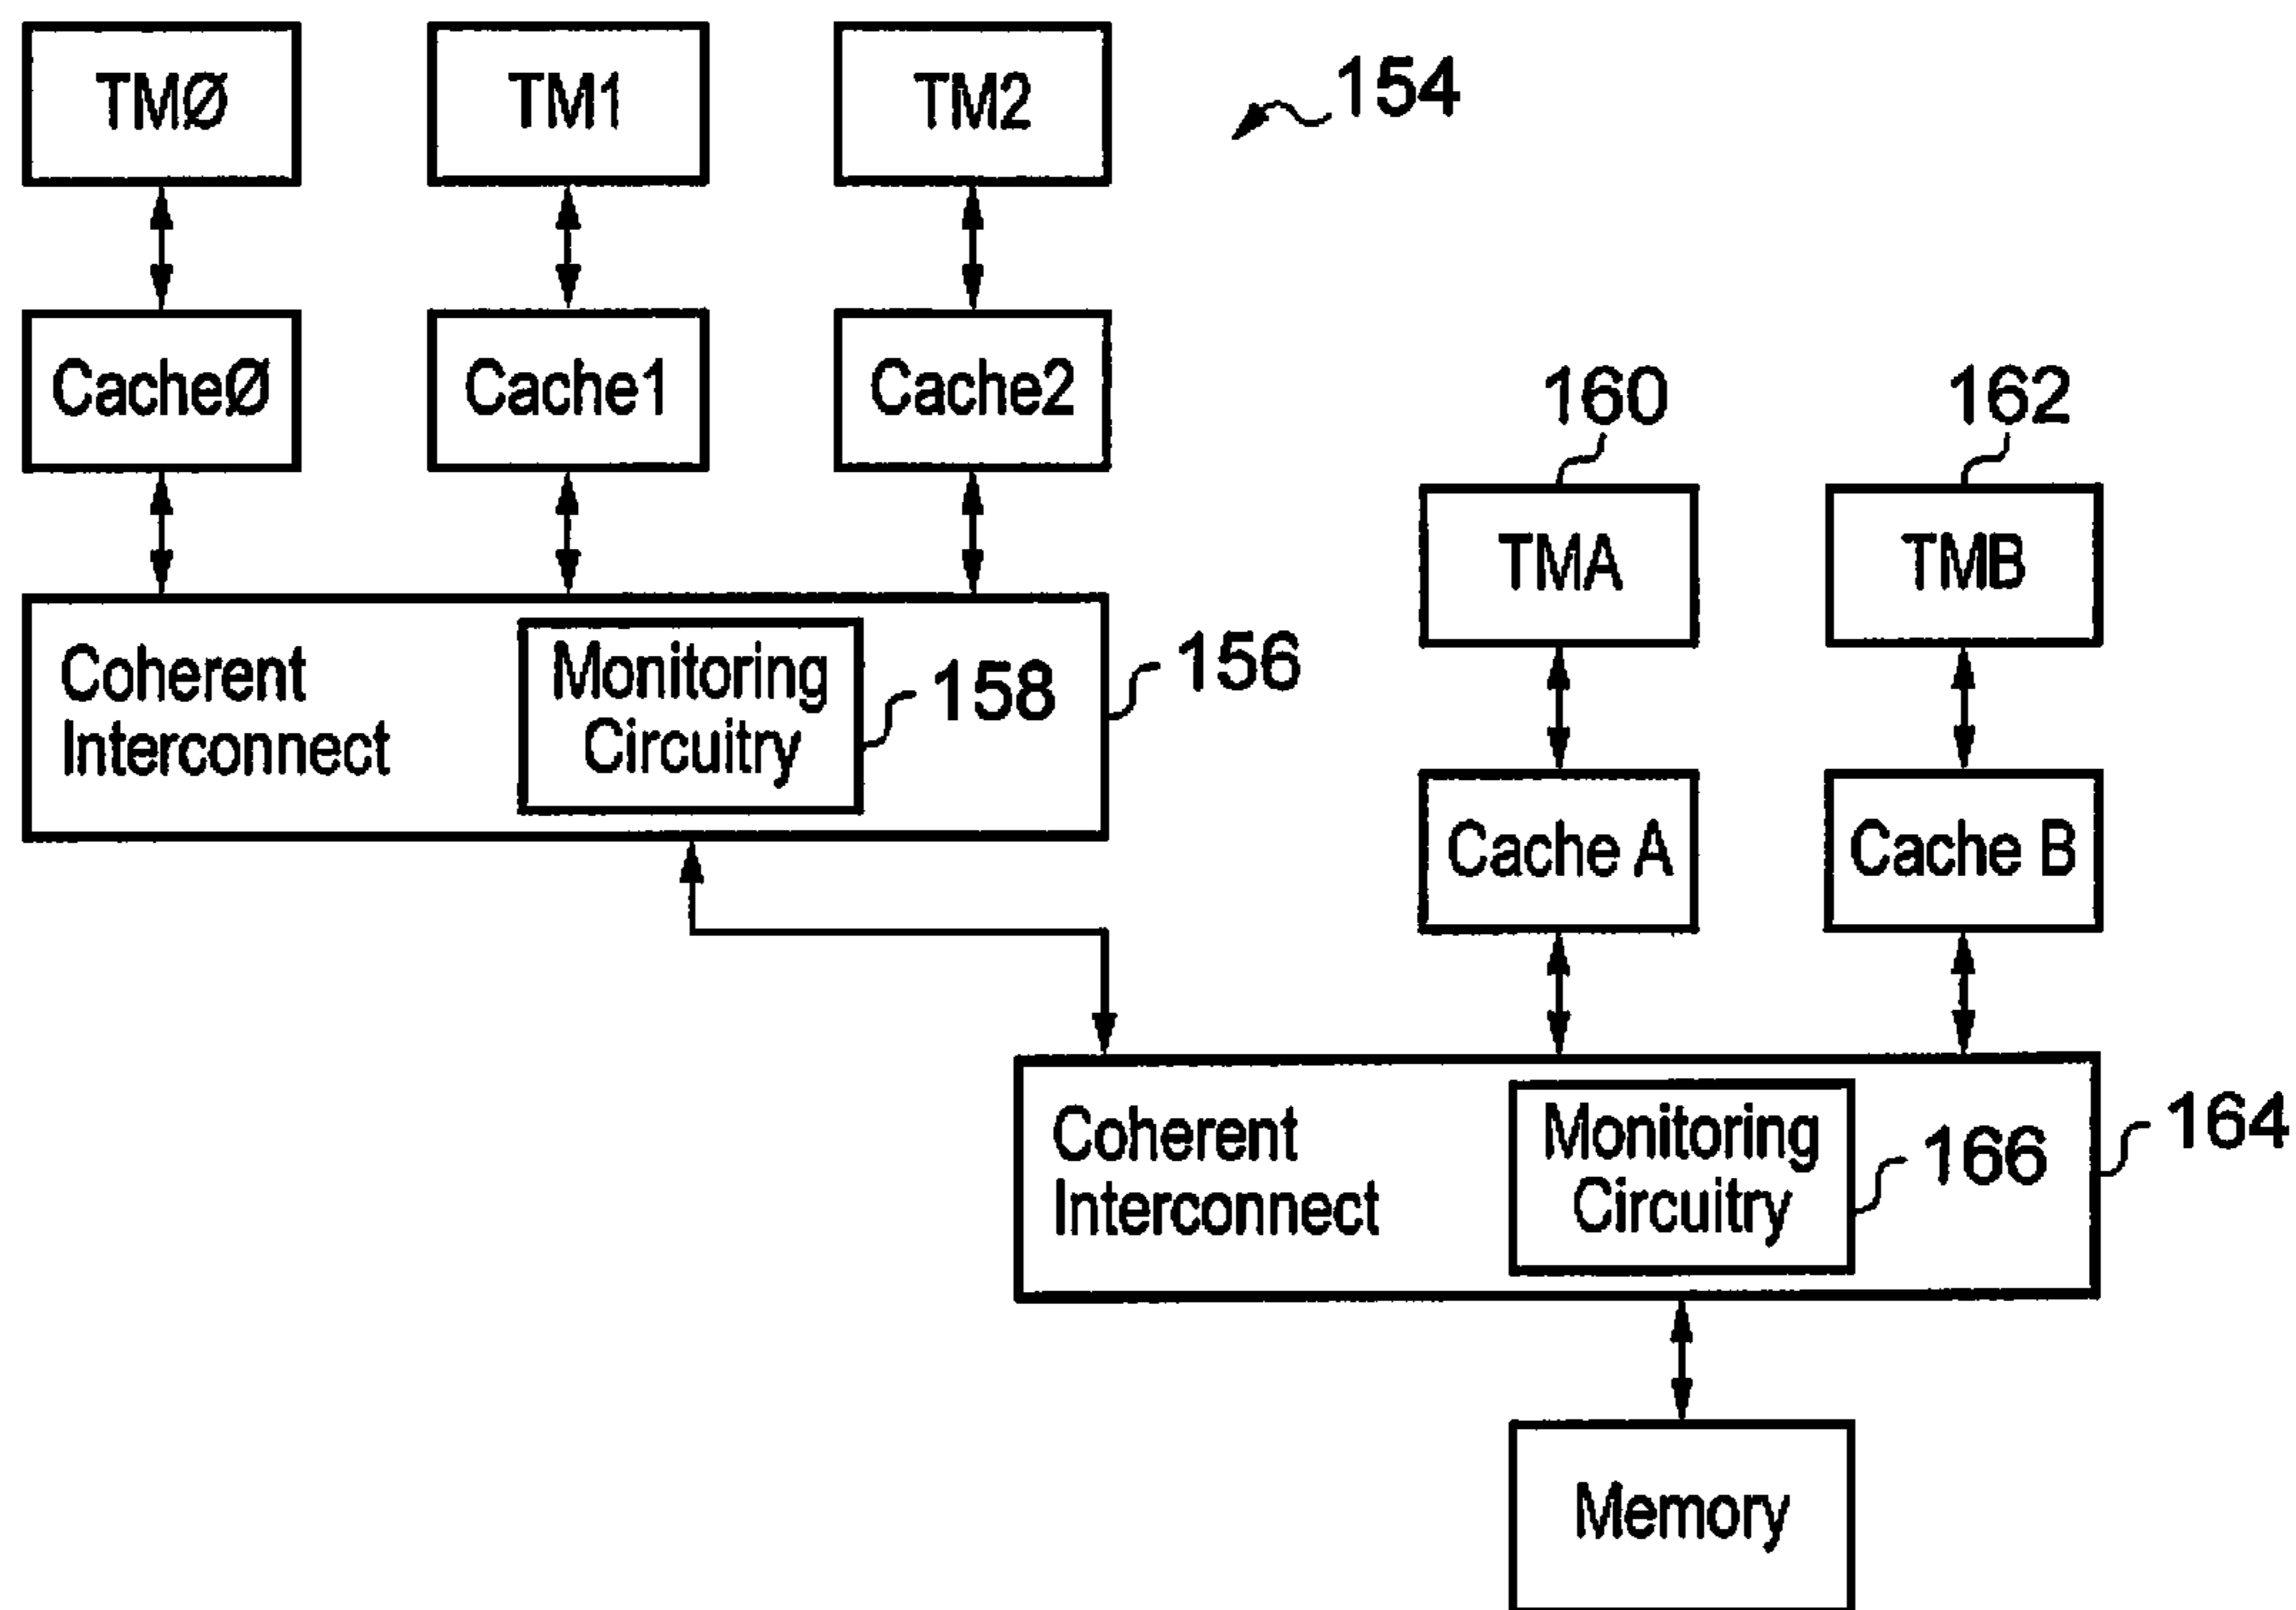 TMØ
TM1
TM2
154
CacheØ
Cache1
Cache2
160
162
TMA
TMB
Coherent
Interconnect
Monitoring
Circuitry
158
156
Cache A
Cache B
Coherent
Interconnect
Monitoring
Circuitry
166
164
Memory